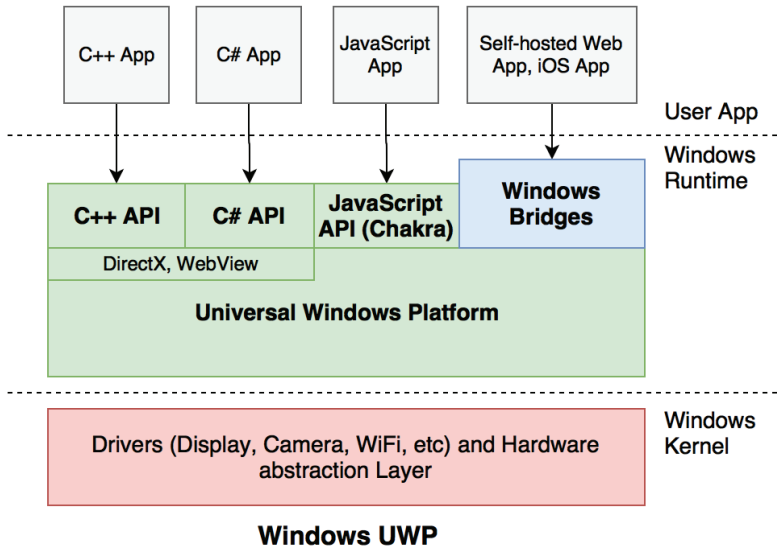 C++ App
C# App
JavaScript
App
Self-hosted Web
App, iOS App
User App
Windows
Runtime
C++ API
C# API
JavaScript
API (Chakra)
Windows
Bridges
DirectX, WebView
Universal Windows Platform
Drivers (Display, Camera, WiFi, etc) and Hardware
abstraction Layer
Windows
Kernel
Windows UWP